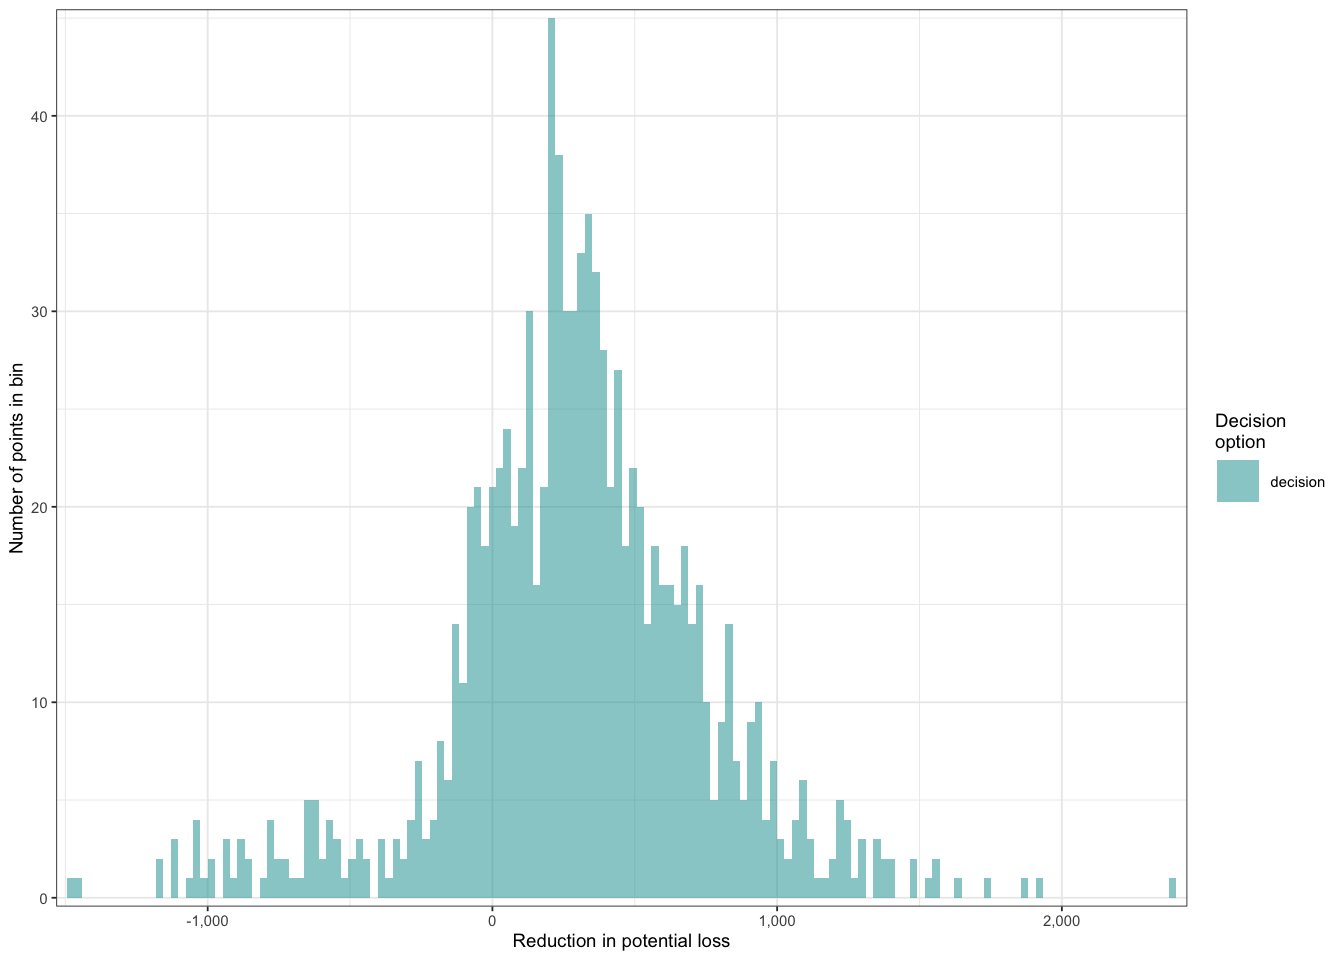 40
30
20
10
0
-1,000
0
1,000
2,000
Number of points in bin
Reduction in potential loss
Decision
option
decision